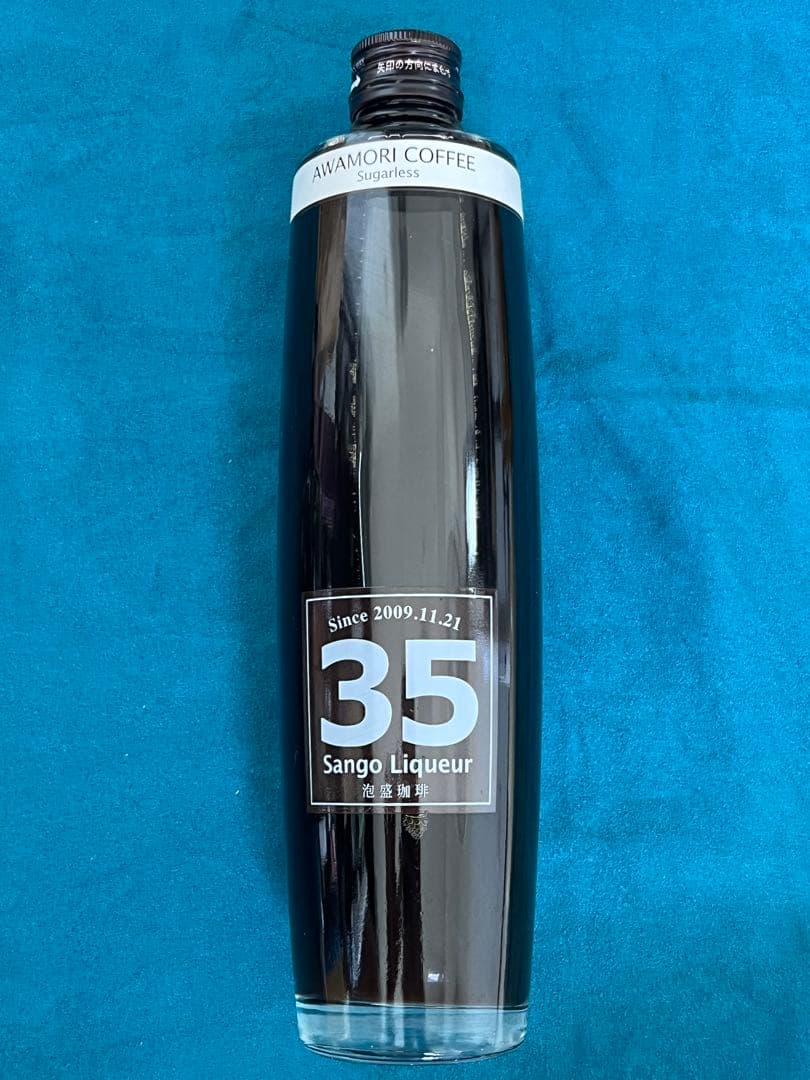 矢印の方向にまわす
AWAMORI COFFEE
Sugarless
Since 2009.11.21
35
Sango Liqueur
泡盛珈琲